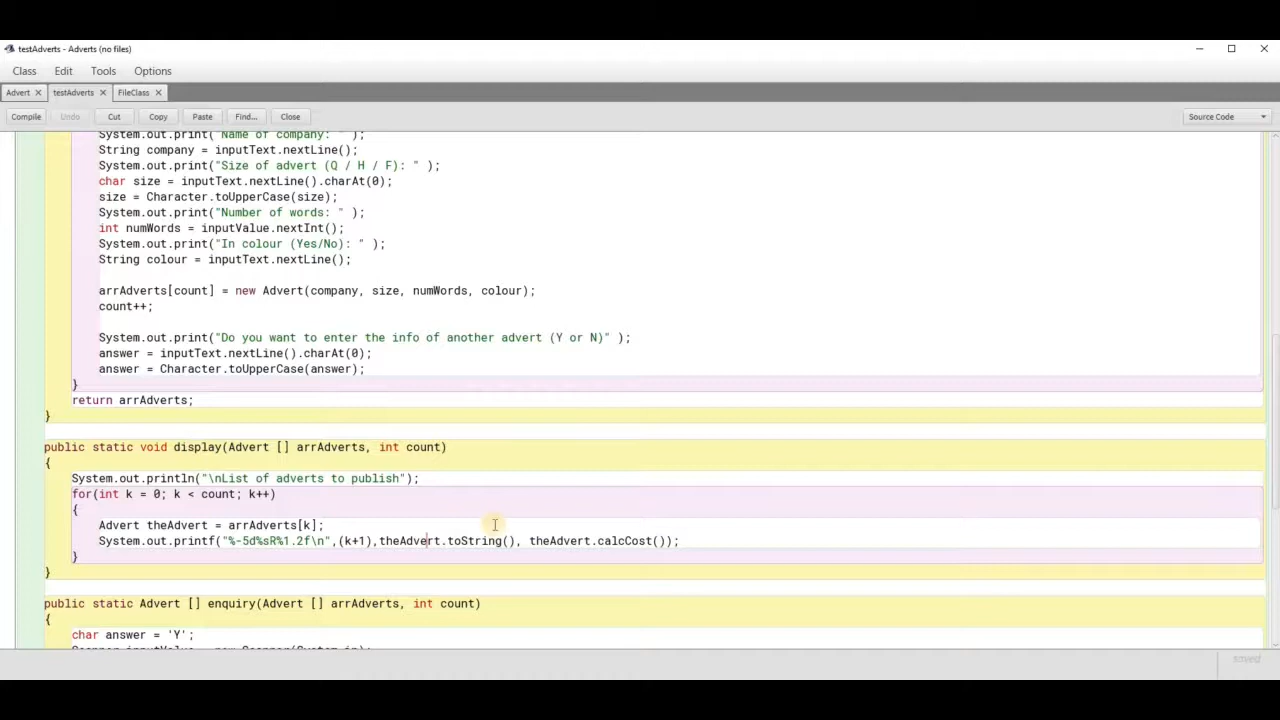 testAdverts - Adverts (no files)
Class Edit Tools Options
Advert testAdverts FileClass
Compile Undo Cut Copy Paste Find... Close Source Code
System.out.print("Name of company: " );
String company = inputText.nextLine();
System.out.print("Size of advert (Q / H / F): " );
char size = inputText.nextLine().charAt(0);
size = Character.toUpperCase(size);
System.out.print("Number of words: " );
int numWords = inputValue.nextInt();
System.out.print("In colour (Yes/No): " );
String colour = inputText.nextLine();
arrAdverts[count] = new Advert(company, size, numWords, colour);
count++;
System.out.print("Do you want to enter the info of another advert (Y or N)" );
answer = inputText.nextLine().charAt(0);
answer = Character.toUpperCase(answer);
}
return arrAdverts;
}
public static void display(Advert [] arrAdverts, int count)
{
System.out.println("\nList of adverts to publish");
for(int k = 0; k < count; k++)
{
Advert theAdvert = arrAdverts[k];
System.out.printf("%-5d%sR%1.2f\n",(k+1),theAdvert.toString(), theAdvert.calcCost());
}
}
public static Advert [] enquiry(Advert [] arrAdverts, int count)
{
char answer = 'Y';
Scanner inputValue = new Scanner(System.in);
saved